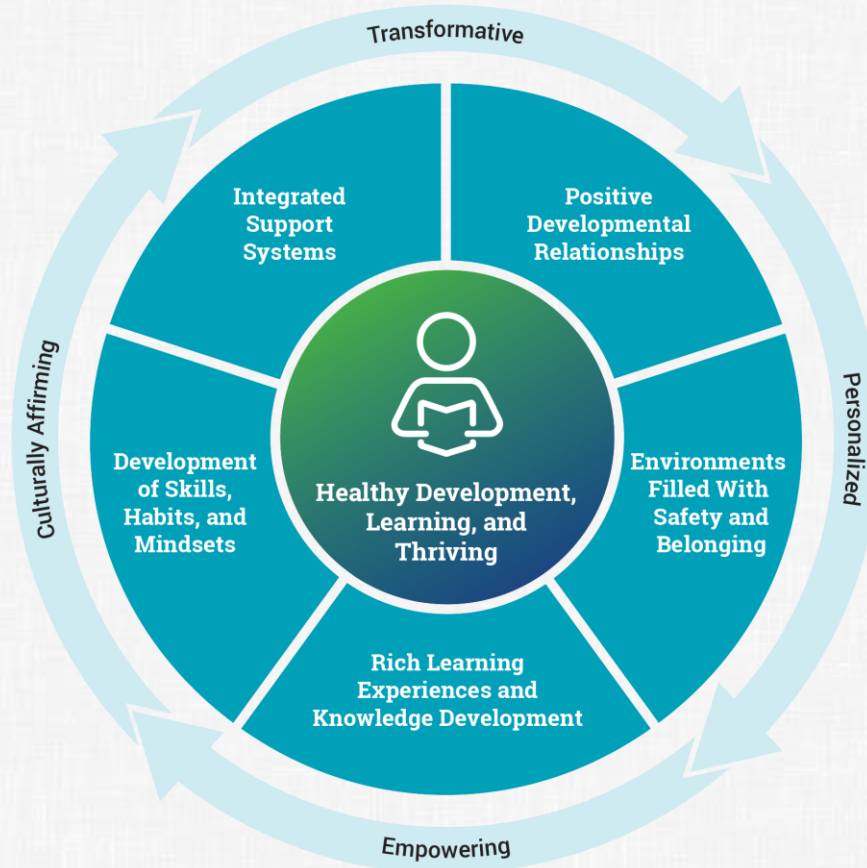 Transformative
Integrated
Support
Systems
Positive
Developmental
Relationships
Culturally Affirming
Personalized
Development
of Skills,
Habits, and
Mindsets
Healthy Development,
Learning, and
Thriving
Environments
Filled With
Safety and
Belonging
Rich Learning
Experiences and
Knowledge Development
Empowering